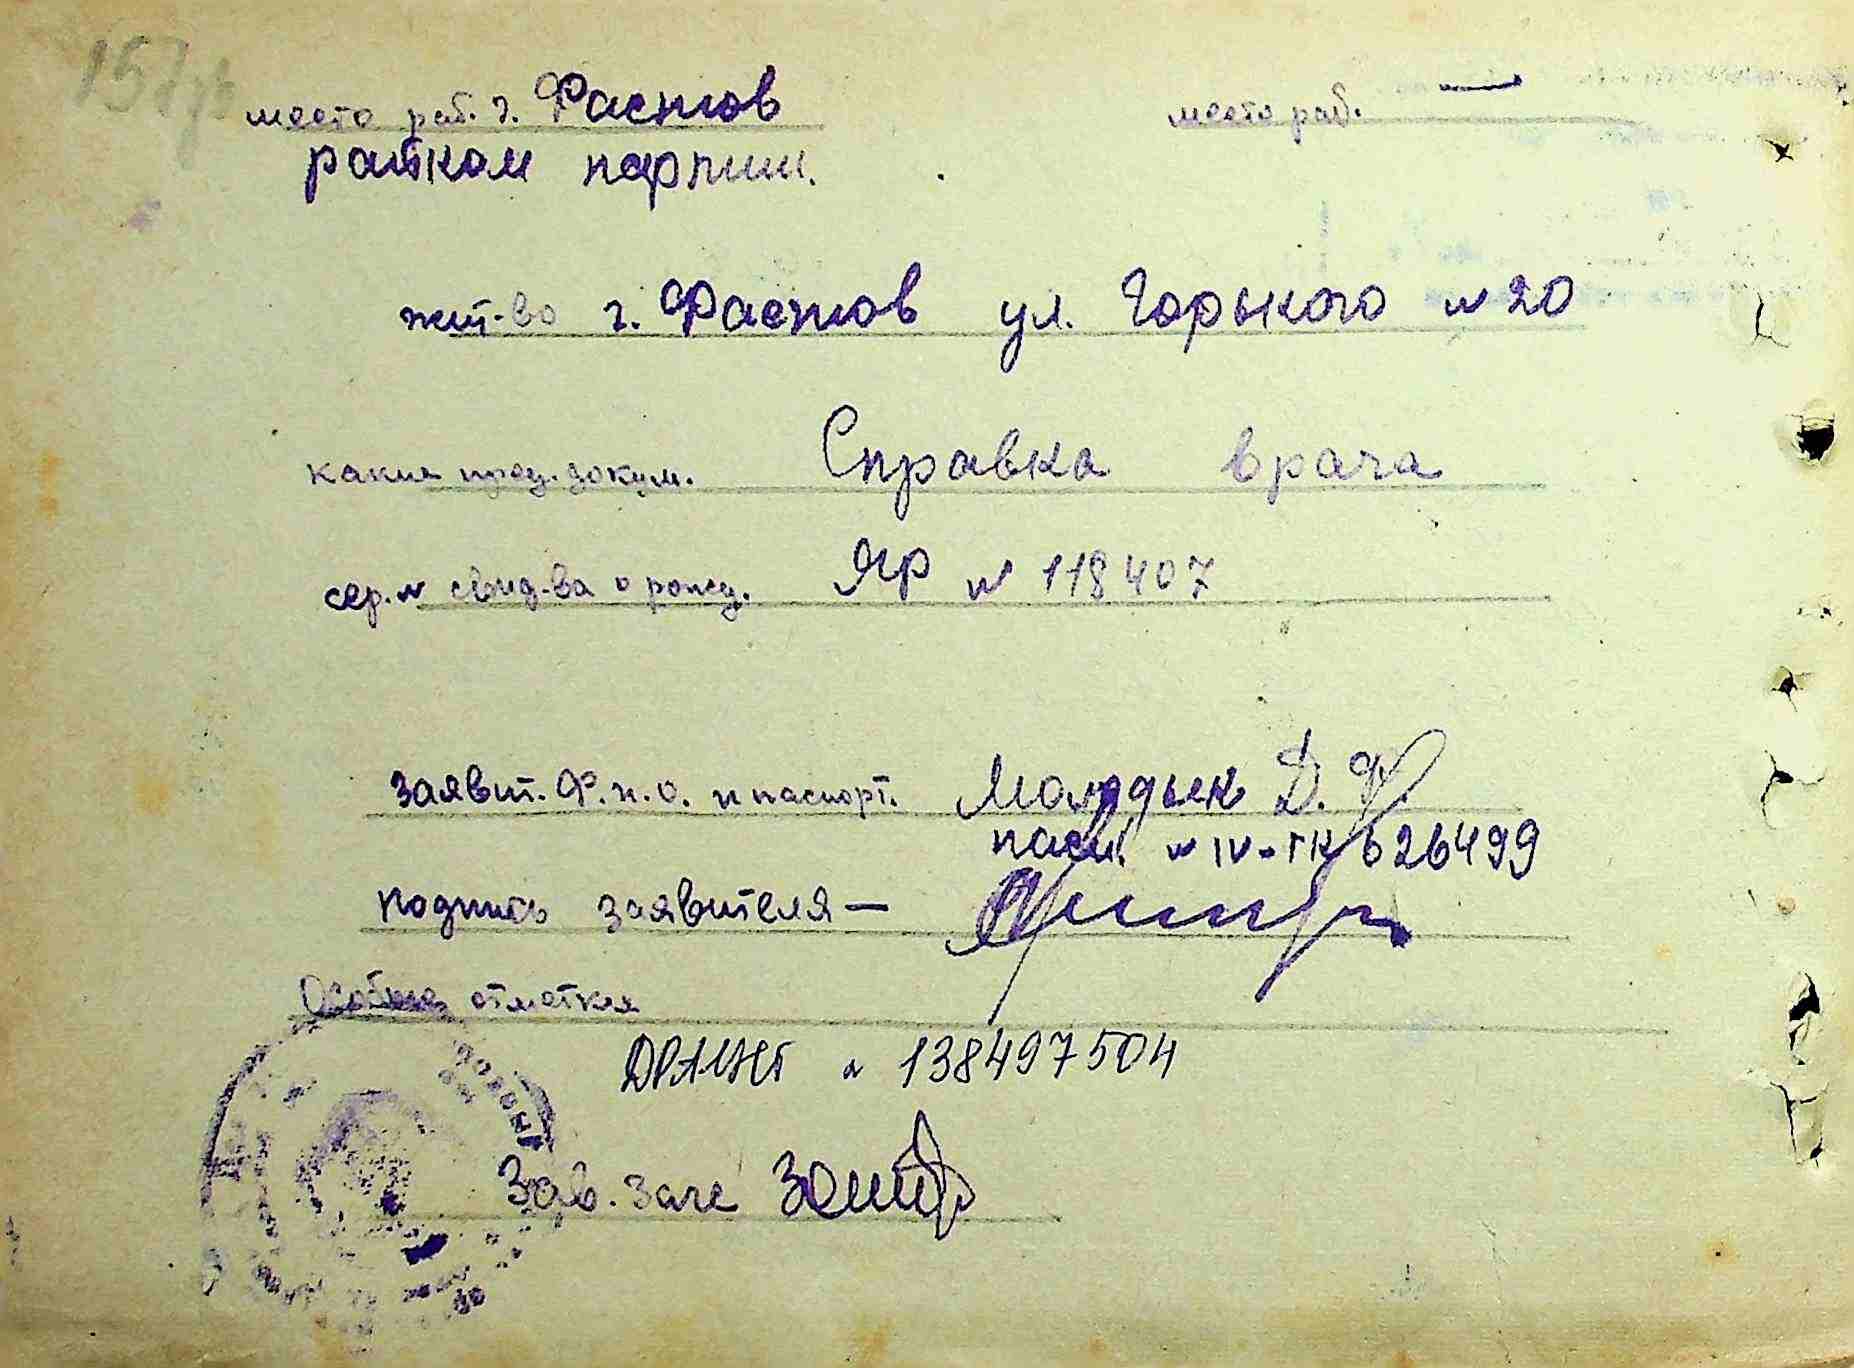 место раб. г. Фастов
место раб. —
райком партии.
жит-во г. Фастов ул. Горького № 20
какие пред. докум. Справка врача
сер. № свид-ва о рожд. ЯР № 118407
заявит. Ф.и.о. и паспорт. Молодык Д. Ф.
пасп. № IV-ГК 626499
подпись заявителя —
Особые отметки
ДРАЦНГ № 138497504
Зав. загс